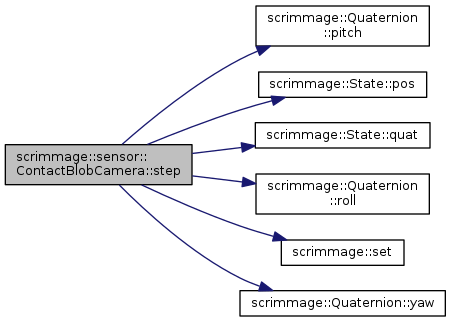 scrimmage::sensor::
ContactBlobCamera::step
scrimmage::Quaternion
::pitch
scrimmage::State::pos
scrimmage::State::quat
scrimmage::Quaternion
::roll
scrimmage::set
scrimmage::Quaternion::yaw